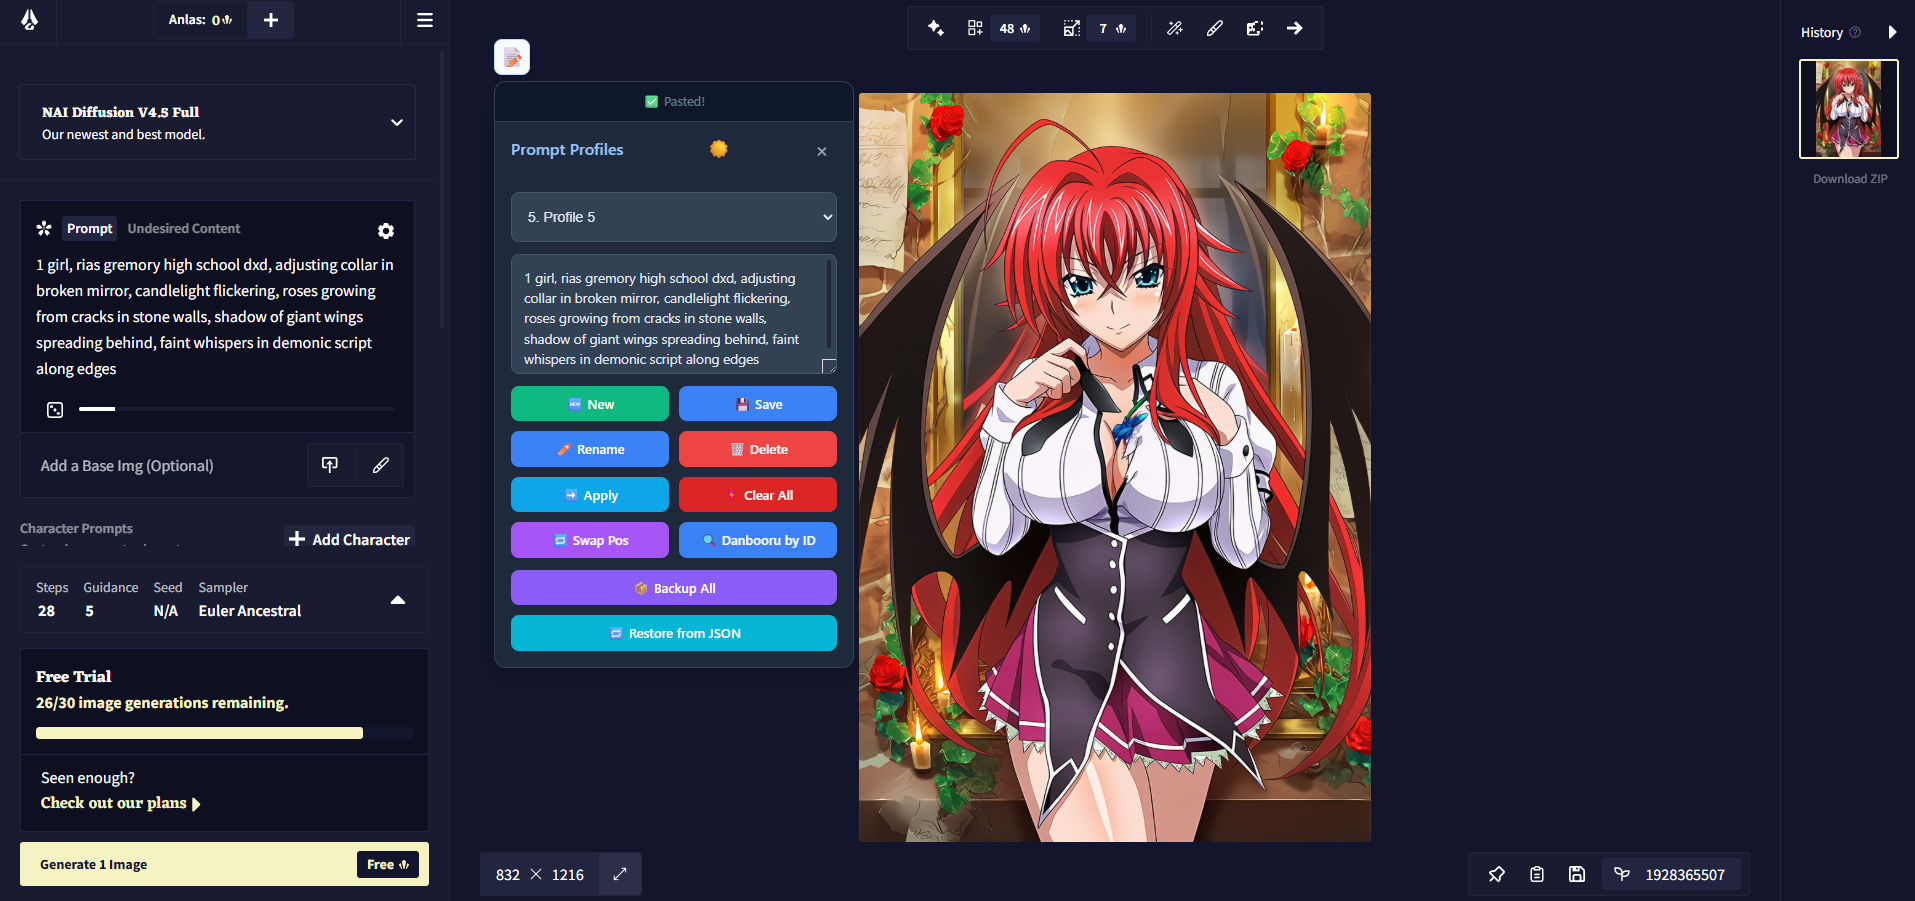 Anlas: 0
NAI Diffusion V4.5 Full
Our newest and best model.
Prompt
Undesired Content
1 girl, rias gremory high school dxd, adjusting collar in
broken mirror, candlelight flickering, roses growing
from cracks in stone walls, shadow of giant wings
spreading behind, faint whispers in demonic script
along edges
Add a Base Img (Optional)
Character Prompts
Add Character
Steps
Guidance
Seed
Sampler
28
5
N/A
Euler Ancestral
Free Trial
26/30 image generations remaining.
Seen enough?
Check out our plans
Generate 1 Image
Free
Pasted!
Prompt Profiles
5. Profile 5
1 girl, rias gremory high school dxd, adjusting
collar in broken mirror, candlelight flickering,
roses growing from cracks in stone walls,
shadow of giant wings spreading behind, faint
whispers in demonic script along edges
New
Save
Rename
Delete
Apply
Clear All
Swap Pos
Danbooru by ID
Backup All
Restore from JSON
48
7
832 × 1216
1928365507
History
Download ZIP